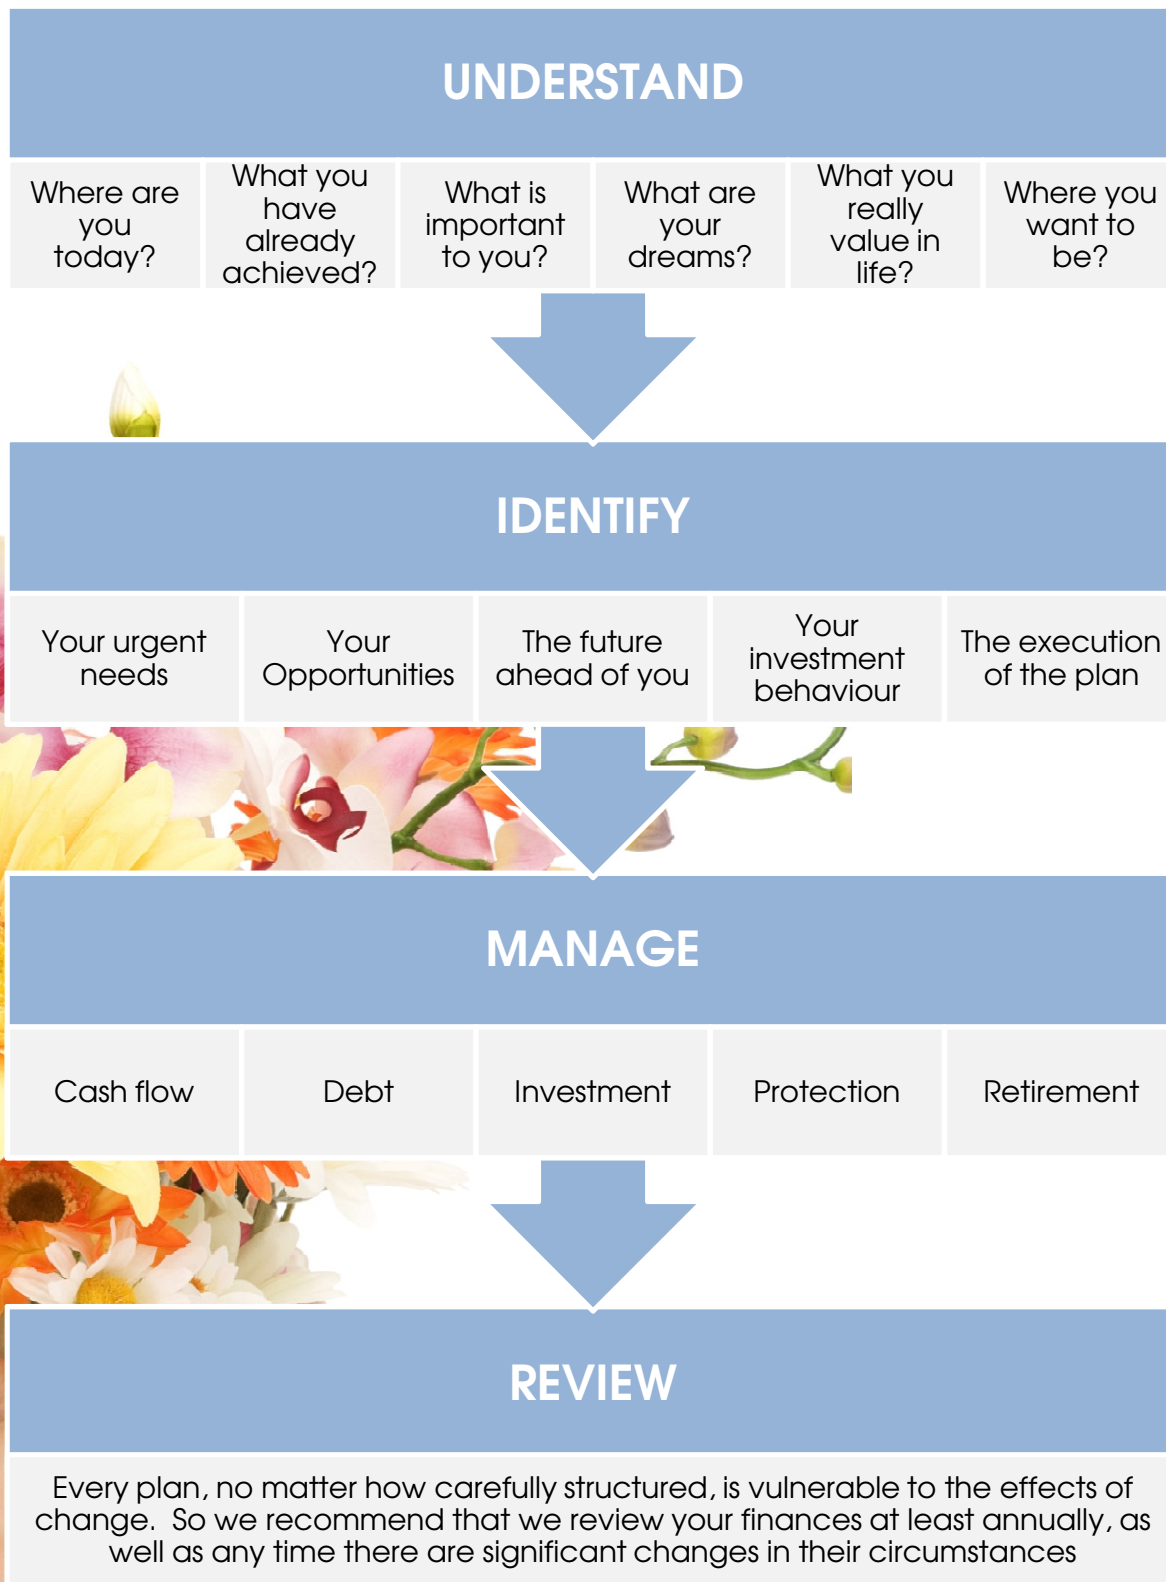 UNDERSTAND
Where are
you
today?
What you
have
already
achieved?
What is
important
to you?
What are
your
dreams?
What you
really
value in
life?
Where you
want to
be?
IDENTIFY
Your urgent
needs
Your
Opportunities
The future
ahead of you
Your
investment
behaviour
The execution
of the plan
MANAGE
Cash flow
Debt
Investment
Protection
Retirement
REVIEW
Every plan, no matter how carefully structured, is vulnerable to the effects of
change.  So we recommend that we review your finances at least annually, as
well as any time there are significant changes in their circumstances